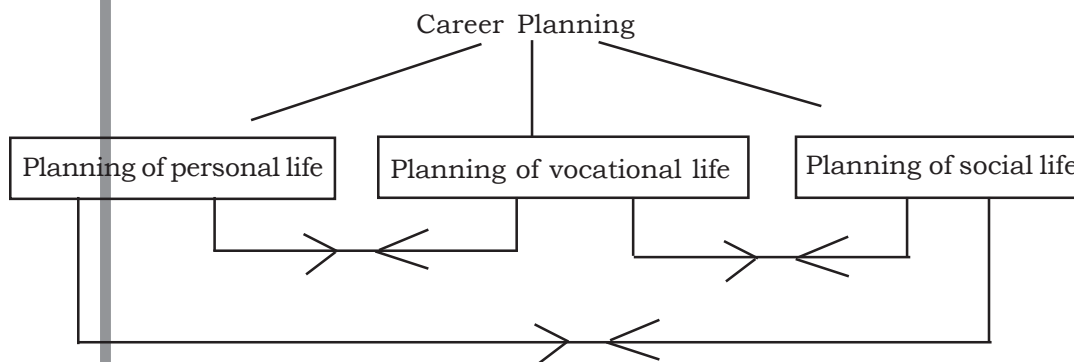 Career Planning
Planning of personal life
Planning of vocational life
Planning of social life